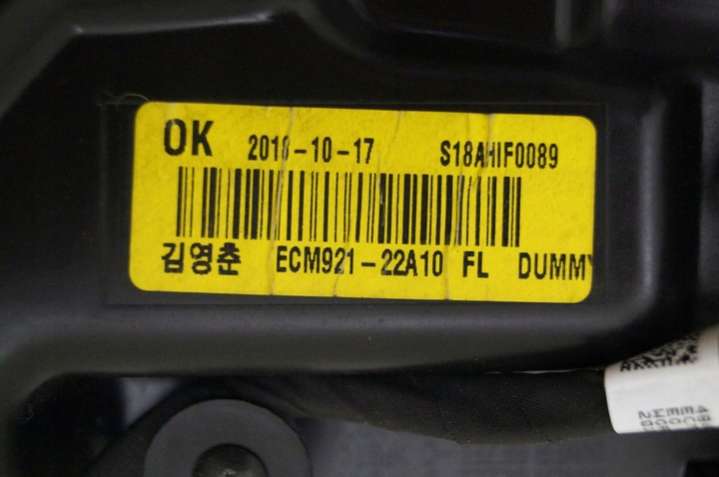 OK 2018-10-17 S18AHIF0089
김영춘 ECM921-22A10 FL DUMMY